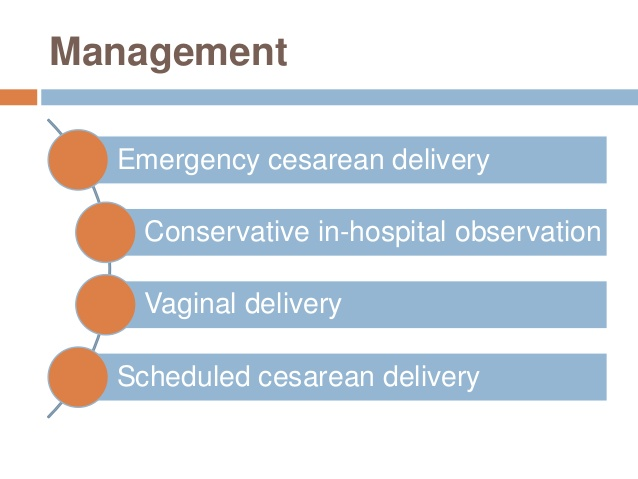 Management
Emergency cesarean delivery
Conservative in-hospital observation
Vaginal delivery
Scheduled cesarean delivery